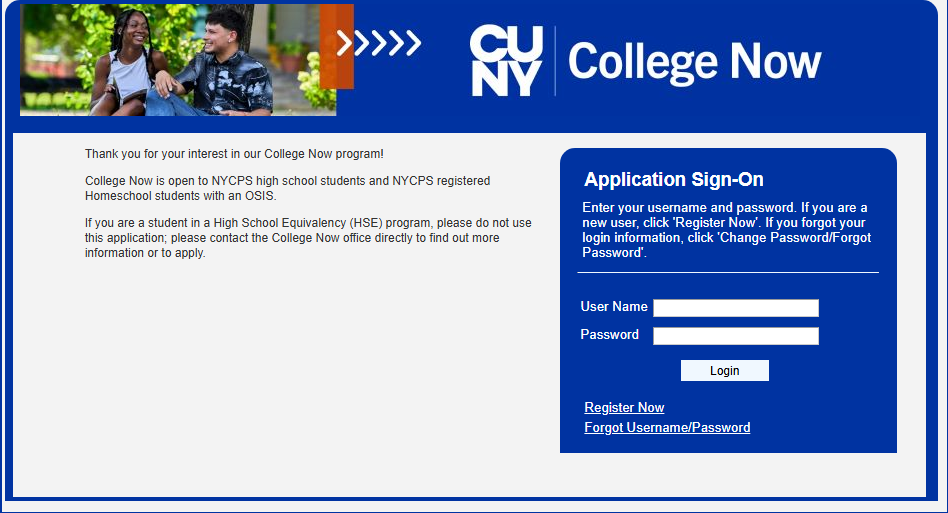 CU
NY
College Now
Thank you for your interest in our College Now program!
College Now is open to NYCPS high school students and NYCPS registered
Homeschool students with an OSIS.
If you are a student in a High School Equivalency (HSE) program, please do not use
this application; please contact the College Now office directly to find out more
information or to apply.
Application Sign-On
Enter your username and password. If you are a
new user, click 'Register Now'. If you forgot your
login information, click 'Change Password/Forgot
Password'.
User Name
Password
Login
Register Now
Forgot Username/Password